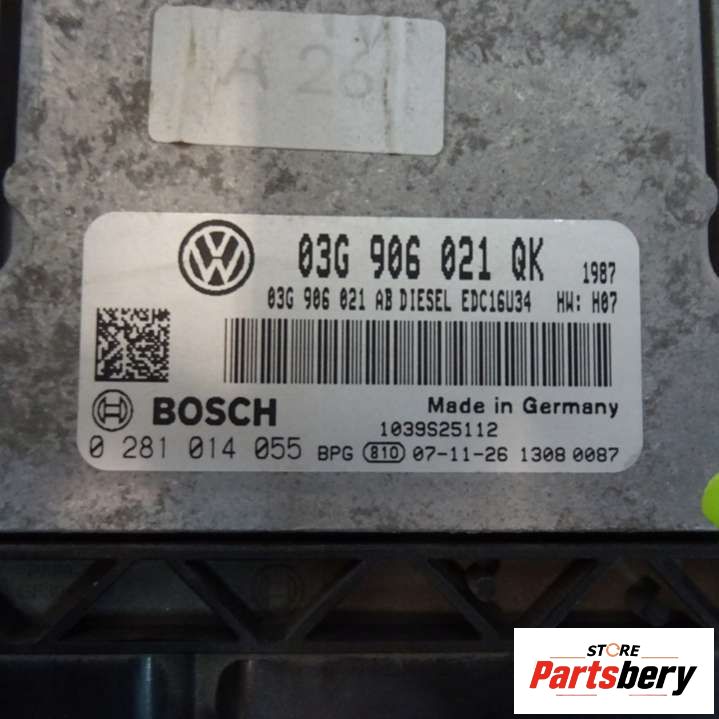 A 26
03G 906 021 QK 1987
03G 906 021 AB DIESEL EDC16U34 HW: H07
BOSCH
Made in Germany
1039S25112
0 281 014 055 BPG 810 07-11-26 1308 0087
STORE
Partsbery